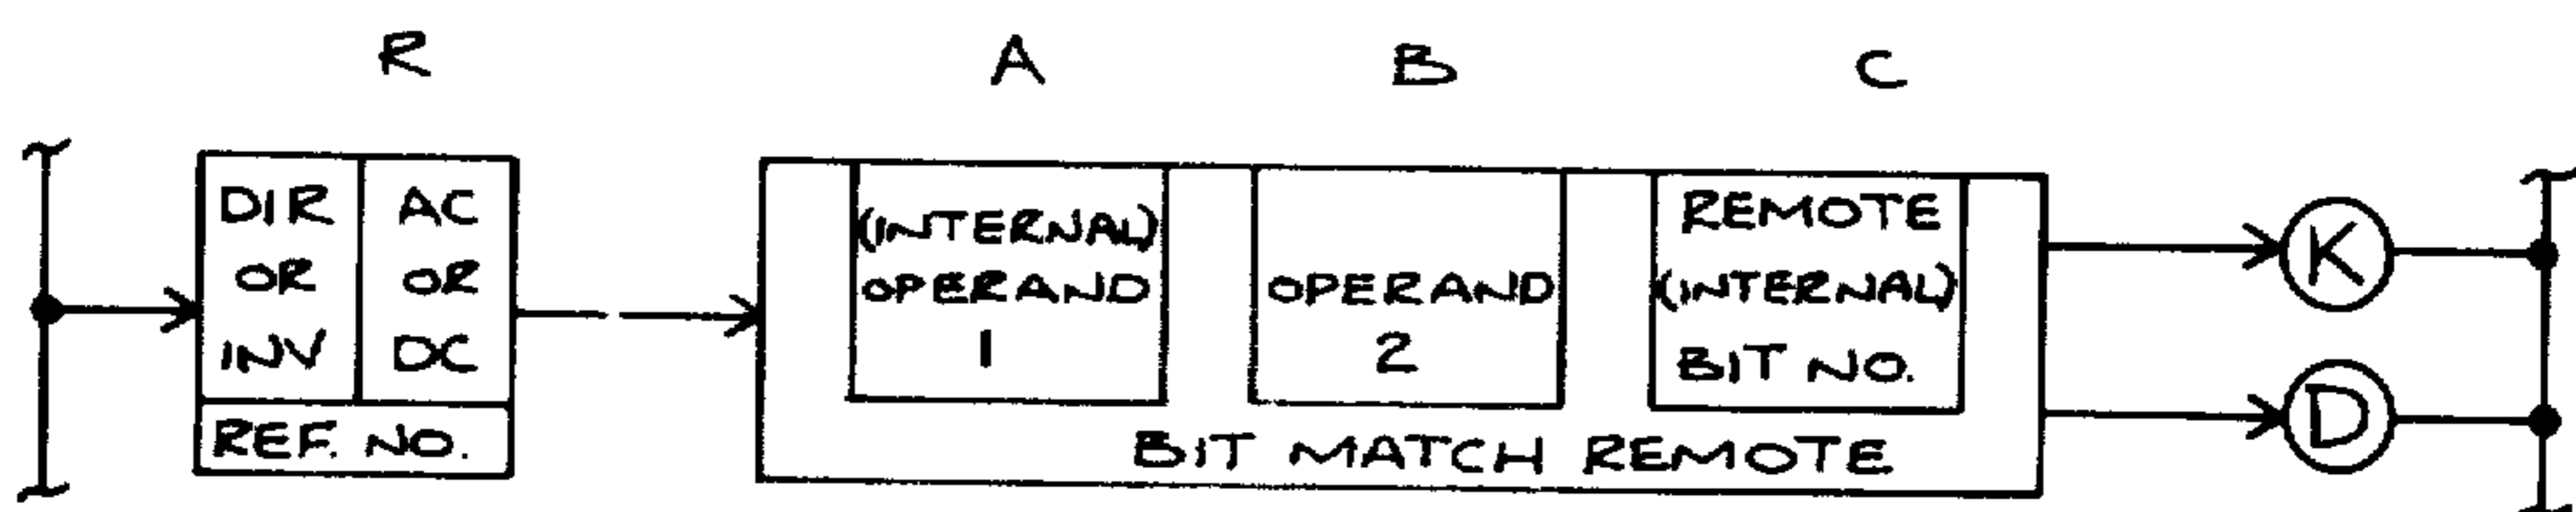 R A B C
DIR
OR
INV
AC
OR
DC
REF. NO.
(INTERNAL)
OPERAND
1
OPERAND
2
REMOTE
(INTERNAL)
BIT NO.
BIT MATCH REMOTE
K
D